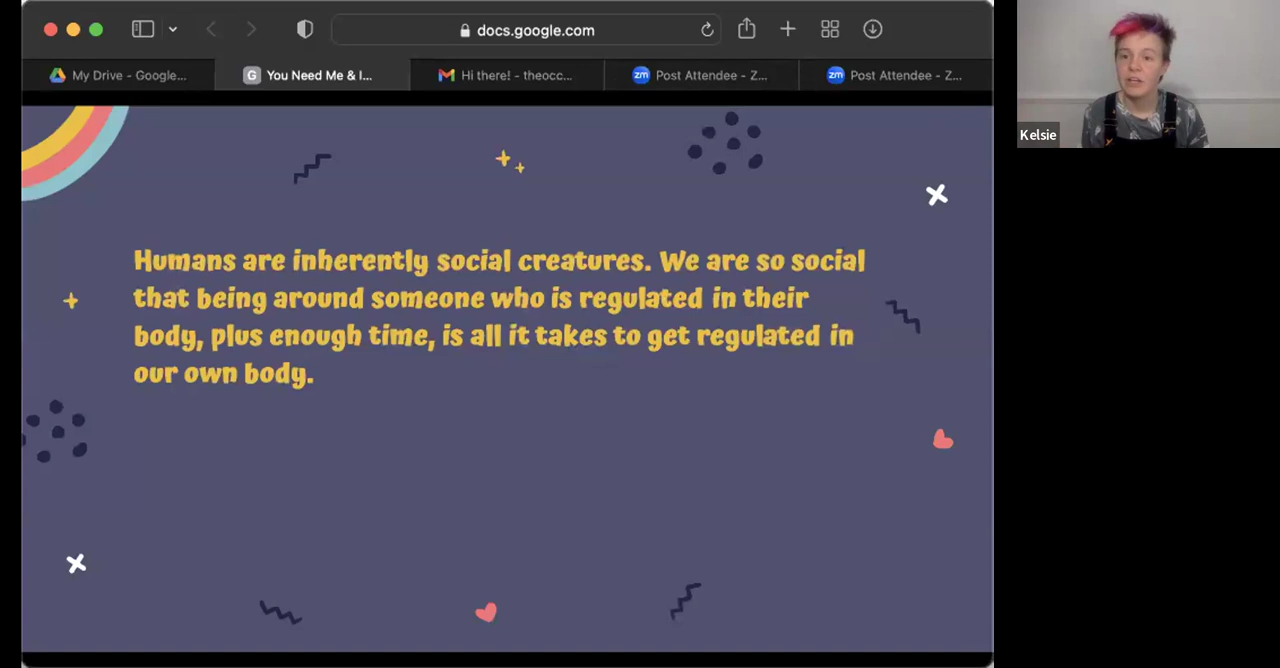 docs.google.com
My Drive - Google...
G You Need Me & I...
Hi there! - theocc...
zm Post Attendee - Z...
zm Post Attendee - Z...
Kelsie
Humans are inherently social creatures. We are so social
that being around someone who is regulated in their
body, plus enough time, is all it takes to get regulated in
our own body.